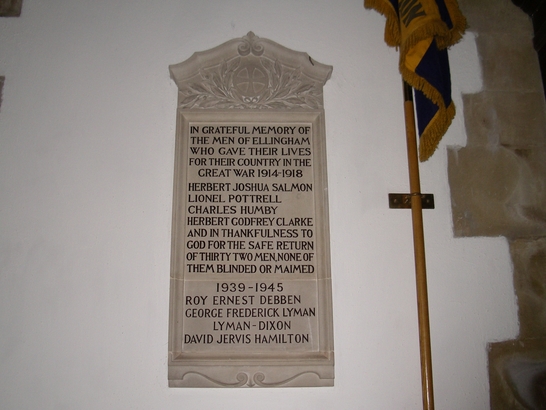 IN GRATEFUL MEMORY OF
THE MEN OF ELLINGHAM
WHO GAVE THEIR LIVES
FOR THEIR COUNTRY IN THE
GREAT WAR 1914-1918
HERBERT JOSHUA SALMON
LIONEL POTTRELL
CHARLES HUMBY
HERBERT GODFREY CLARKE
AND IN THANKFULNESS TO
GOD FOR THE SAFE RETURN
OF THIRTY TWO MEN, NONE OF
THEM BLINDED OR MAIMED
1939-1945
ROY ERNEST DEBBEN
GEORGE FREDERICK LYMAN
LYMAN-DIXON
DAVID JERVIS HAMILTON